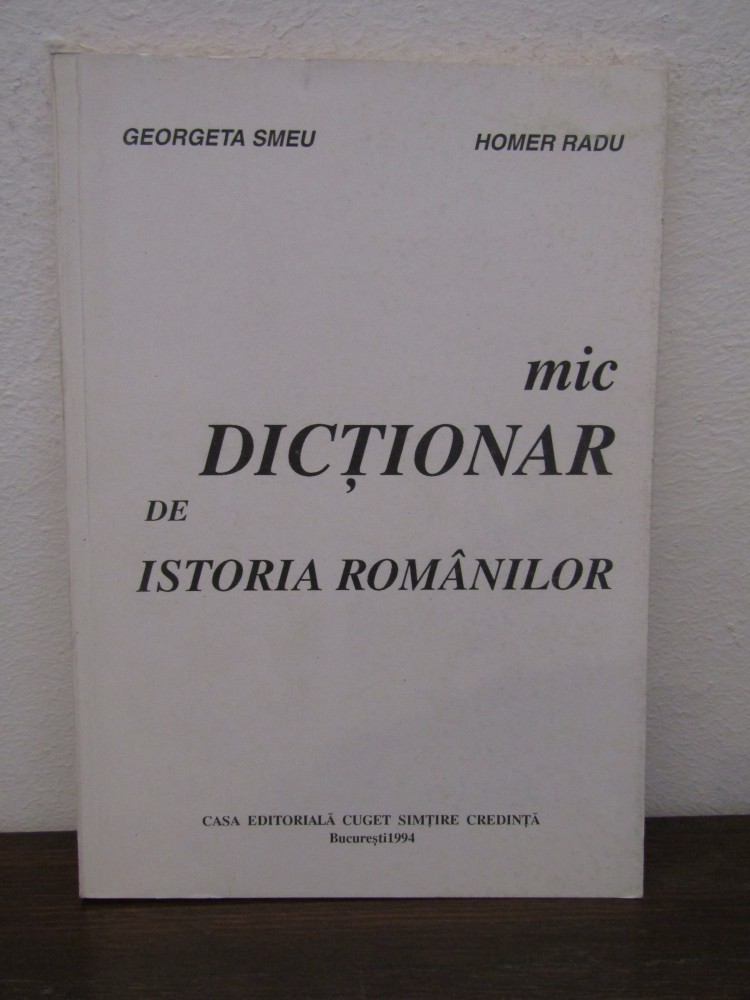 GEORGETA SMEU
HOMER RADU
mic
DICȚIONAR
DE
ISTORIA ROMÂNILOR
CASA EDITORIALĂ CUGET SIMȚIRE CREDINȚĂ
București1994